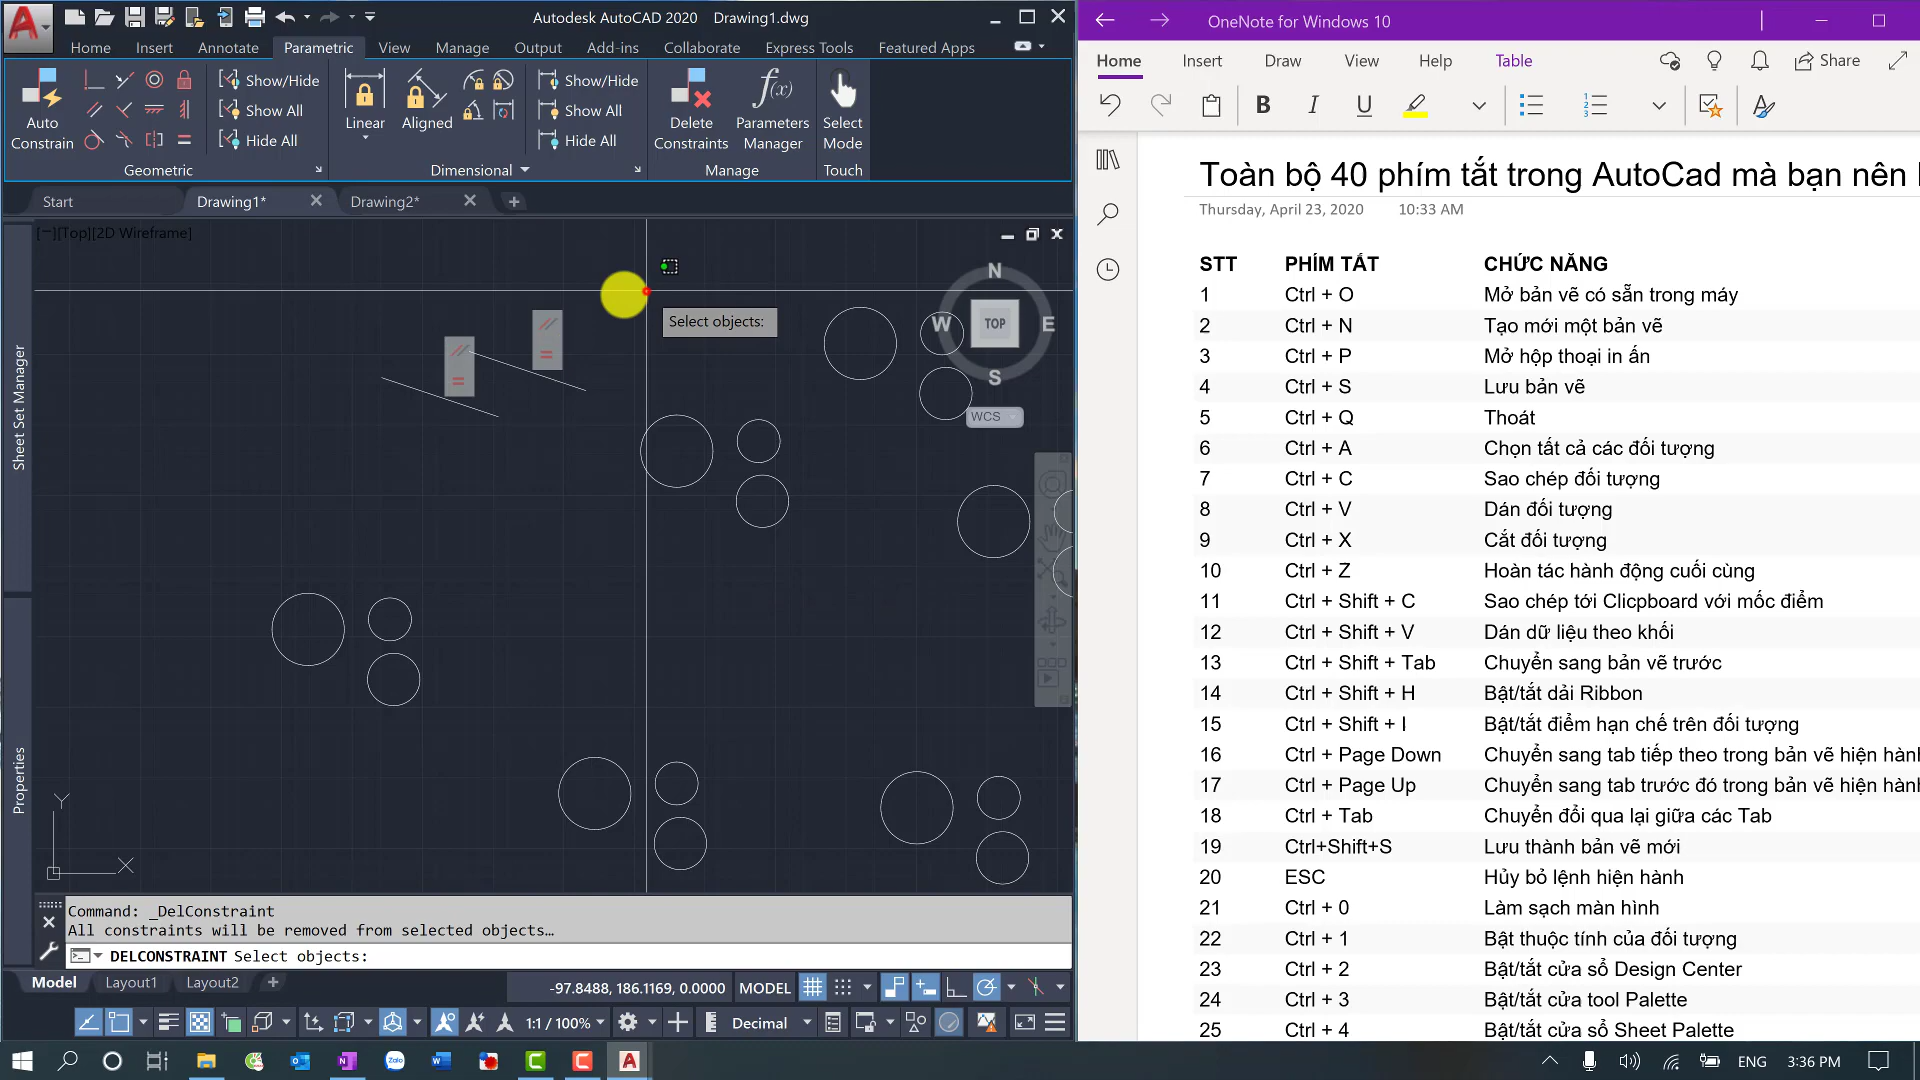 Autodesk AutoCAD 2020 Drawing1.dwg
Home Insert Annotate Parametric View Manage Output Add-ins Collaborate Express Tools Featured Apps
Auto Constrain
Show/Hide
Show All
Hide All
Geometric
Linear
Aligned
Show/Hide
Show All
Hide All
Dimensional
Delete Constraints
Parameters Manager
Manage
Select Mode
Touch
Start Drawing1* Drawing2*
[−][Top][2D Wireframe]
Sheet Set Manager
Properties
Select objects:
N
W TOP E
S
WCS
Y
X
Command: _DelConstraint
All constraints will be removed from selected objects…
DELCONSTRAINT Select objects:
Model Layout1 Layout2
-97.8488, 186.1169, 0.0000 MODEL
1:1 / 100% Decimal
OneNote for Windows 10
Home Insert Draw View Help Table Share
B I U
Toàn bộ 40 phím tắt trong AutoCad mà bạn nên
Thursday, April 23, 2020 10:33 AM
STT PHÍM TẮT CHỨC NĂNG
1 Ctrl + O Mở bản vẽ có sẵn trong máy
2 Ctrl + N Tạo mới một bản vẽ
3 Ctrl + P Mở hộp thoại in ấn
4 Ctrl + S Lưu bản vẽ
5 Ctrl + Q Thoát
6 Ctrl + A Chọn tất cả các đối tượng
7 Ctrl + C Sao chép đối tượng
8 Ctrl + V Dán đối tượng
9 Ctrl + X Cắt đối tượng
10 Ctrl + Z Hoàn tác hành động cuối cùng
11 Ctrl + Shift + C Sao chép tới Clicpboard với mốc điểm
12 Ctrl + Shift + V Dán dữ liệu theo khối
13 Ctrl + Shift + Tab Chuyển sang bản vẽ trước
14 Ctrl + Shift + H Bật/tắt dải Ribbon
15 Ctrl + Shift + I Bật/tắt điểm hạn chế trên đối tượng
16 Ctrl + Page Down Chuyển sang tab tiếp theo trong bản vẽ hiện hành
17 Ctrl + Page Up Chuyển sang tab trước đó trong bản vẽ hiện hành
18 Ctrl + Tab Chuyển đổi qua lại giữa các Tab
19 Ctrl+Shift+S Lưu thành bản vẽ mới
20 ESC Hủy bỏ lệnh hiện hành
21 Ctrl + 0 Làm sạch màn hình
22 Ctrl + 1 Bật thuộc tính của đối tượng
23 Ctrl + 2 Bật/tắt cửa sổ Design Center
24 Ctrl + 3 Bật/tắt cửa tool Palette
25 Ctrl + 4 Bật/tắt cửa sổ Sheet Palette
ENG 3:36 PM